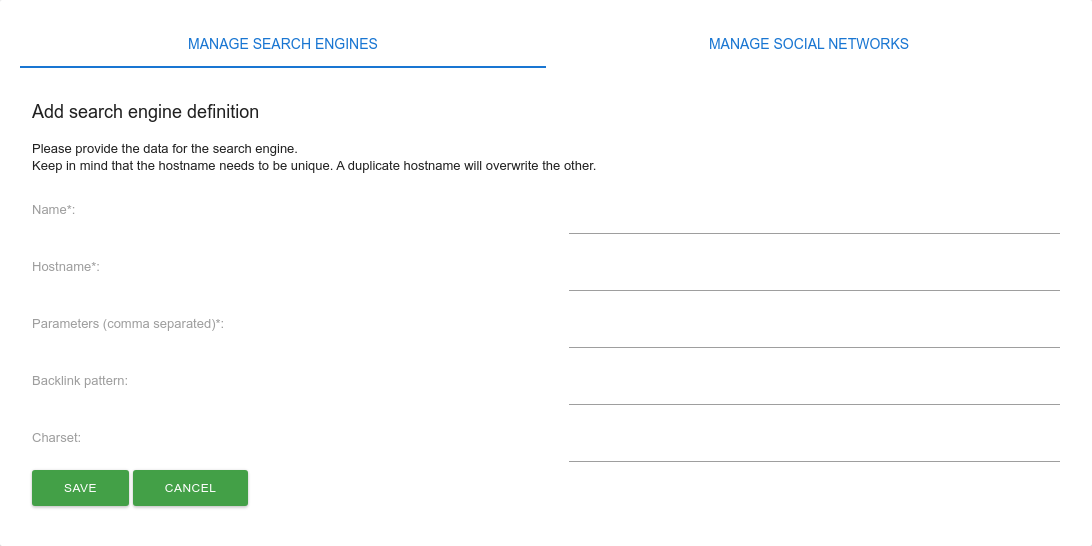 MANAGE SEARCH ENGINES
MANAGE SOCIAL NETWORKS
Add search engine definition
Please provide the data for the search engine.
Keep in mind that the hostname needs to be unique. A duplicate hostname will overwrite the other.
Name*:
Hostname*:
Parameters (comma separated)*:
Backlink pattern:
Charset:
SAVE
CANCEL